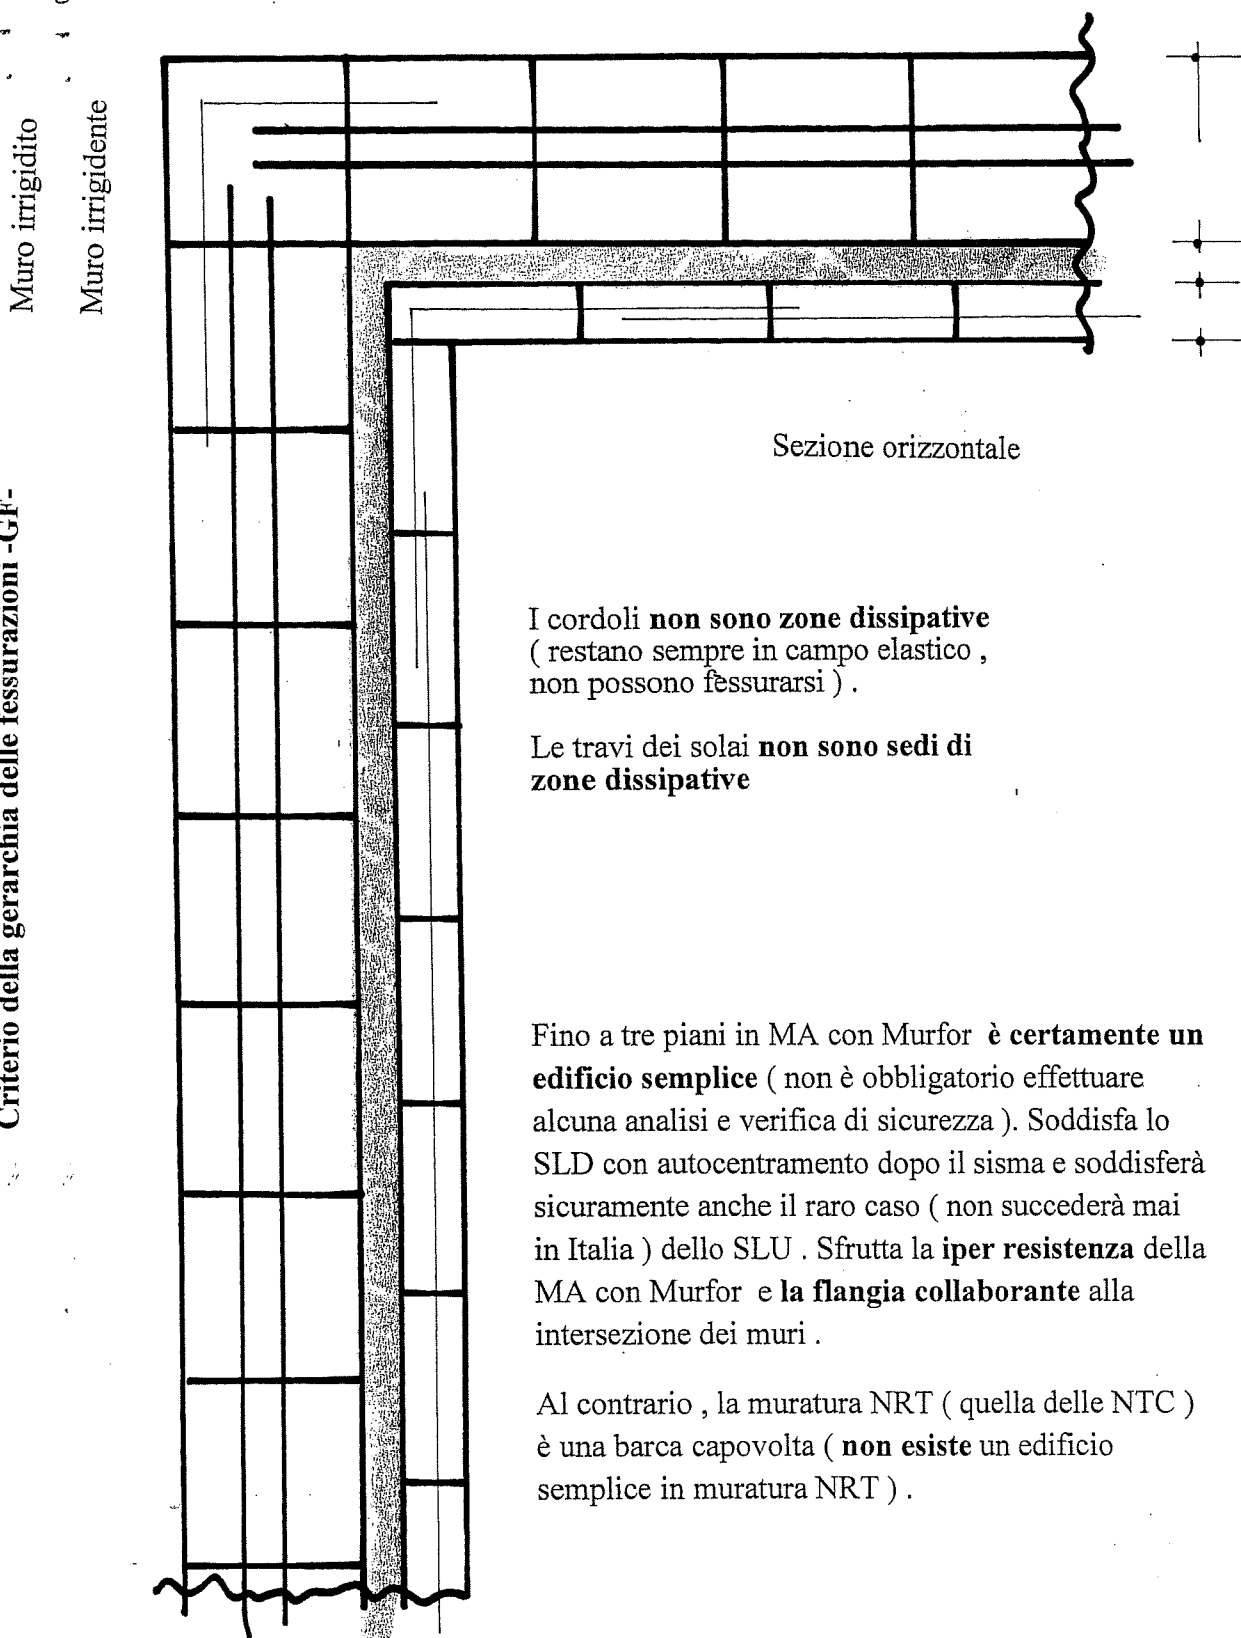 Muro irrigidito
Muro irrigidente
Criterio della gerarchia delle fessurazioni -GF-
Sezione orizzontale
I cordoli non sono zone dissipative
( restano sempre in campo elastico ,
non possono fessurarsi ) .
Le travi dei solai non sono sedi di
zone dissipative
Fino a tre piani in MA con Murfor è certamente un
edificio semplice ( non è obbligatorio effettuare
alcuna analisi e verifica di sicurezza ). Soddisfa lo
SLD con autocentramento dopo il sisma e soddisferà
sicuramente anche il raro caso ( non succederà mai
in Italia ) dello SLU . Sfrutta la iper resistenza della
MA con Murfor e la flangia collaborante alla
intersezione dei muri .
Al contrario , la muratura NRT ( quella delle NTC )
è una barca capovolta ( non esiste un edificio
semplice in muratura NRT ) .